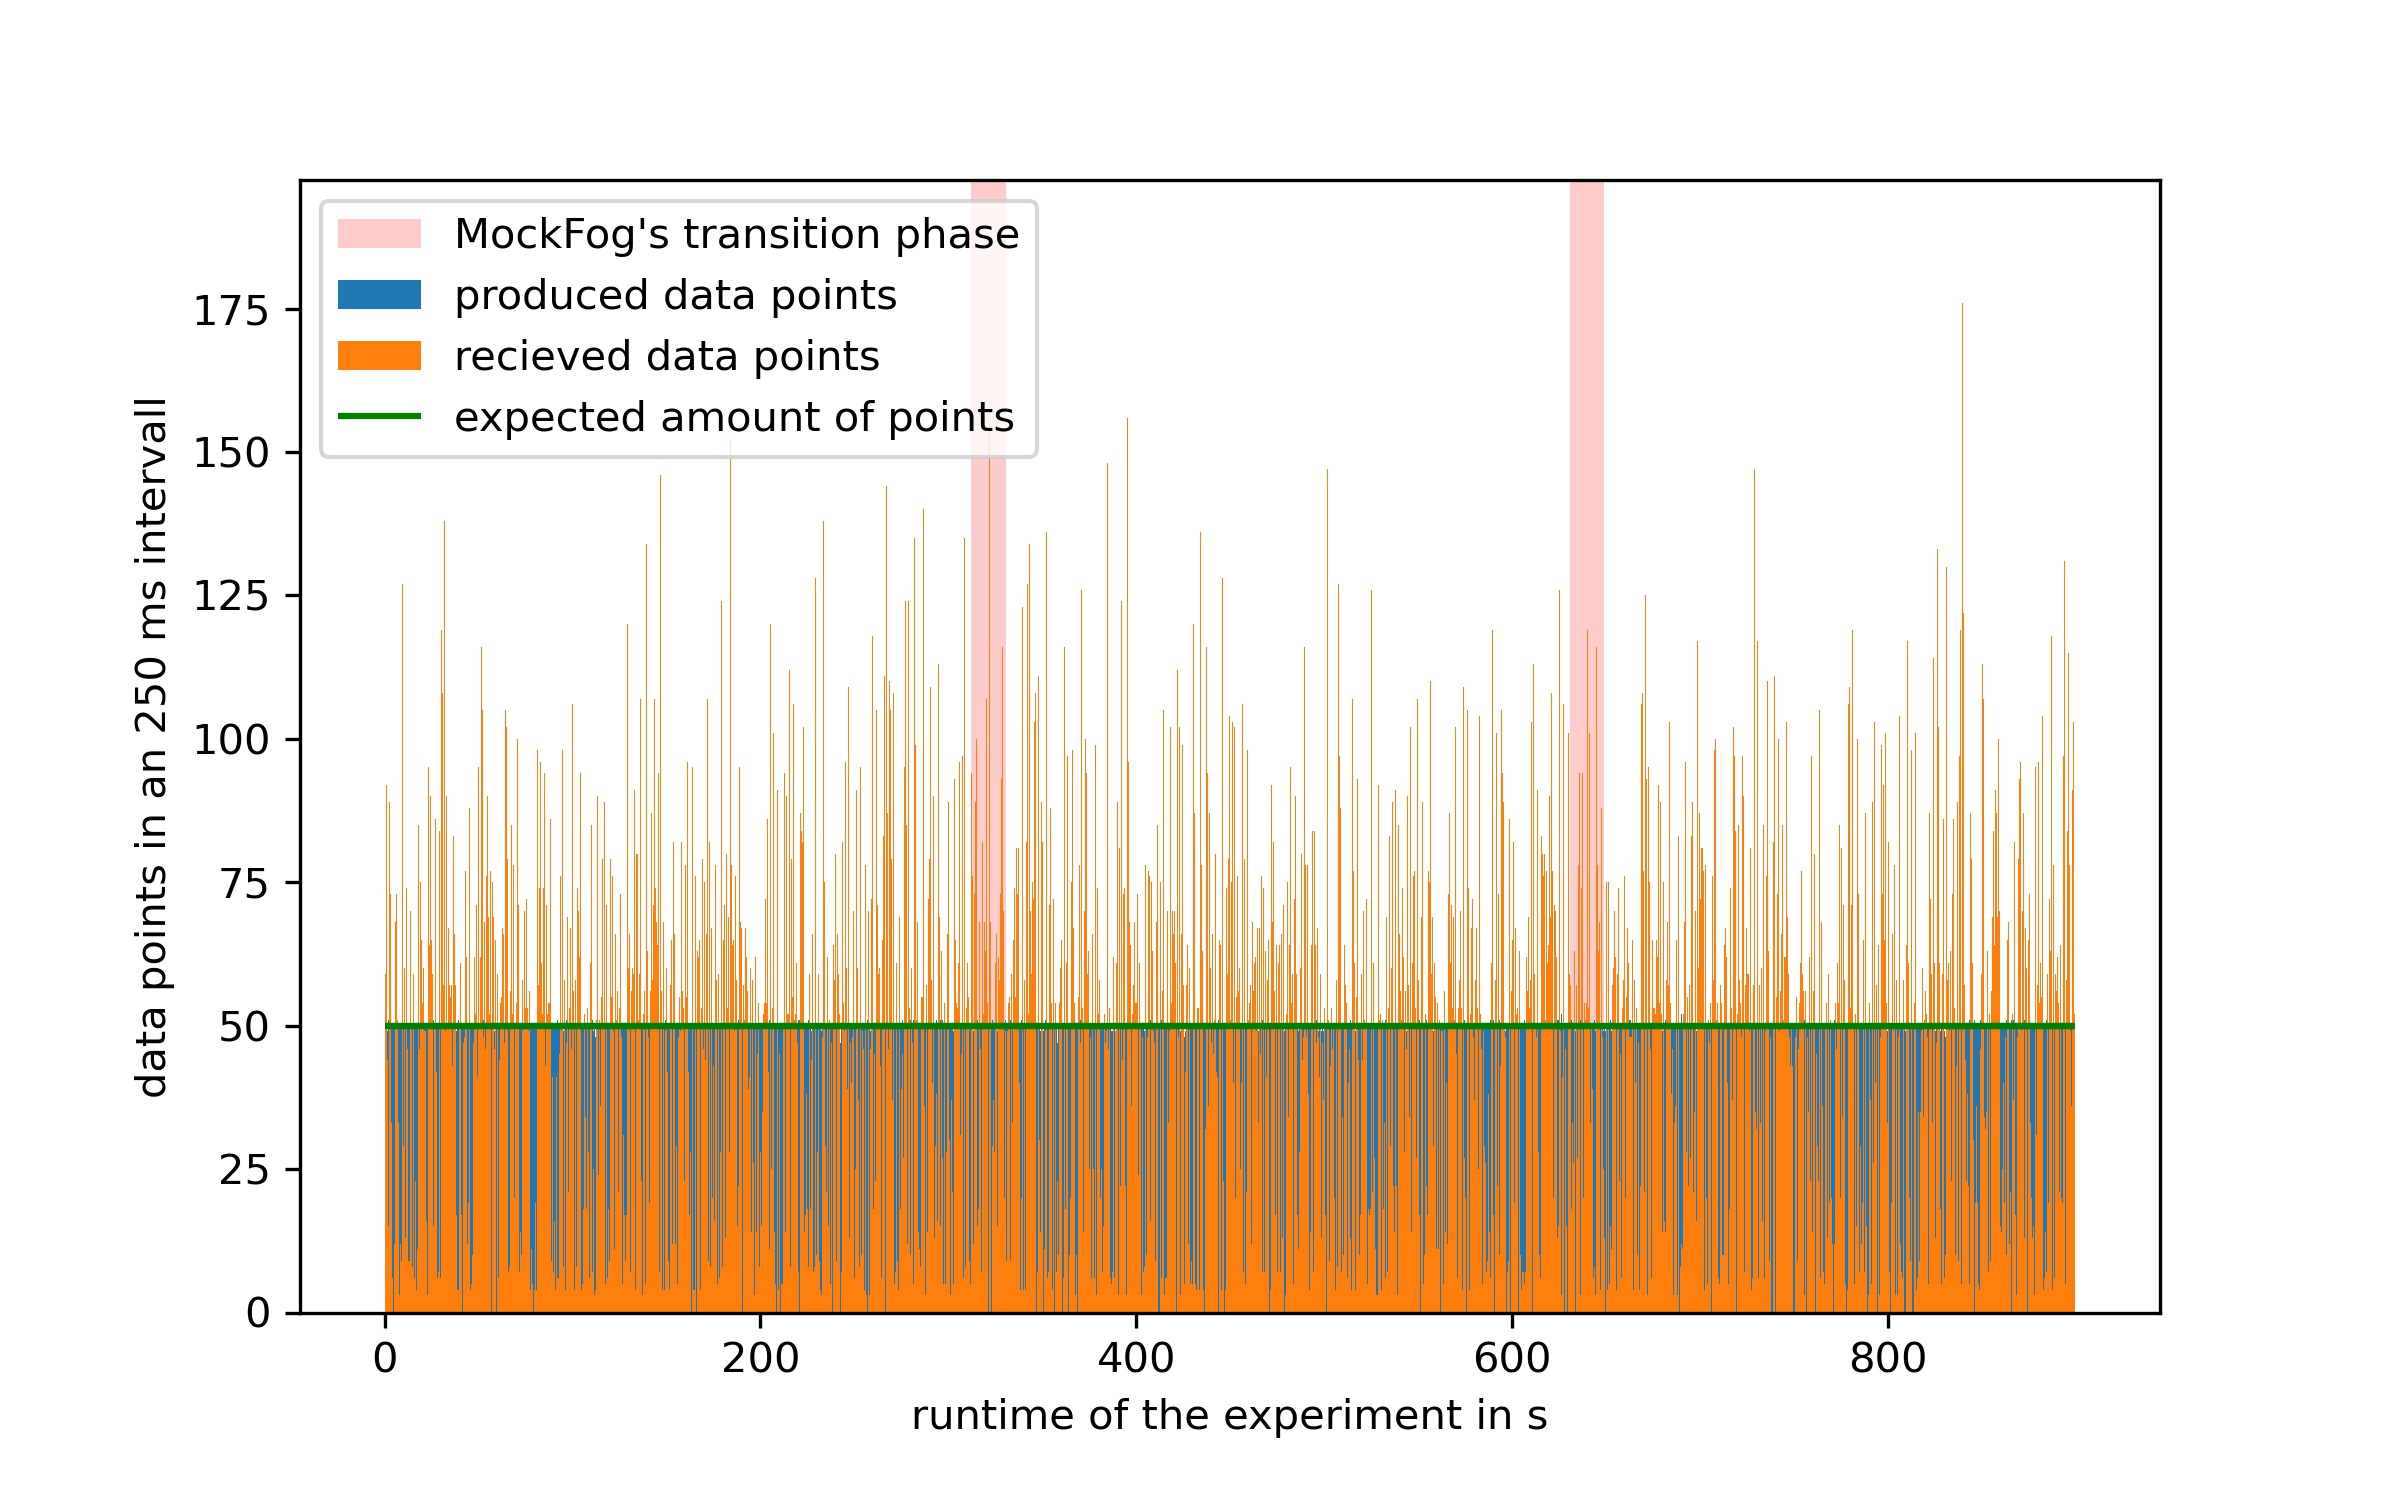 MockFog's transition phase
produced data points
recieved data points
expected amount of points
data points in an 250 ms intervall
175
150
125
100
75
50
25
0
0 200 400 600 800
runtime of the experiment in s